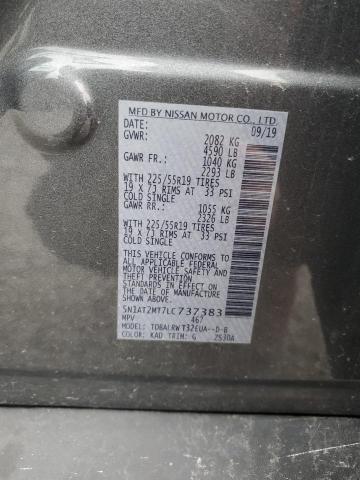 MFD BY NISSAN MOTOR CO., LTD
DATE: 09/19
GVWR: 2082 KG
4590 LB
GAWR FR.: 1040 KG
2293 LB
WITH 225/55R19 TIRES
19 X 7J RIMS AT 33 PSI
COLD SINGLE
GAWR RR.: 1055 KG
2326 LB
WITH 225/55R19 TIRES
19 X 7J RIMS AT 33 PSI
COLD SINGLE
THIS VEHICLE CONFORMS TO
ALL APPLICABLE FEDERAL
MOTOR VEHICLE SAFETY AND
THEFT PREVENTION STANDARDS
IN EFFECT ON THE DATE OF
MANUFACTURE SHOWN ABOVE
5N1AT2MT7LC737383
MPV 467
MODEL: T32EUA--D-B
COLOR: KAD TRIM: G